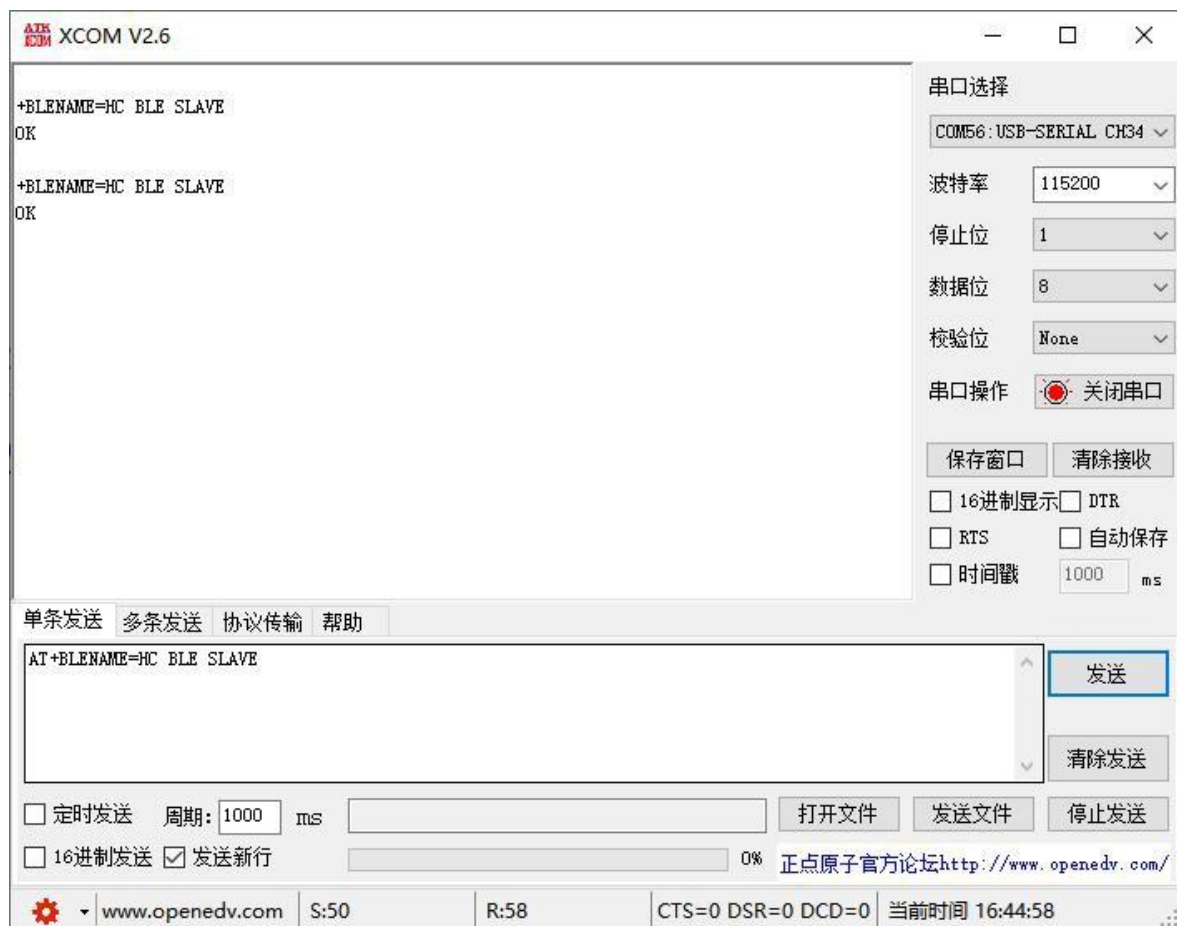 ATK XCOM XCOM V2.6
+BLENAME=HC BLE SLAVE
OK
+BLENAME=HC BLE SLAVE
OK
串口选择
COM56:USB-SERIAL CH34
波特率 115200
停止位 1
数据位 8
校验位 None
串口操作 关闭串口
保存窗口 清除接收
16进制显示 DTR
RTS 自动保存
时间戳 1000 ms
单条发送 多条发送 协议传输 帮助
AT+BLENAME=HC BLE SLAVE
发送
清除发送
定时发送 周期: 1000 ms 打开文件 发送文件 停止发送
16进制发送 发送新行 0% 正点原子官方论坛http://www.openedv.com/
www.openedv.com S:50 R:58 CTS=0 DSR=0 DCD=0 当前时间 16:44:58